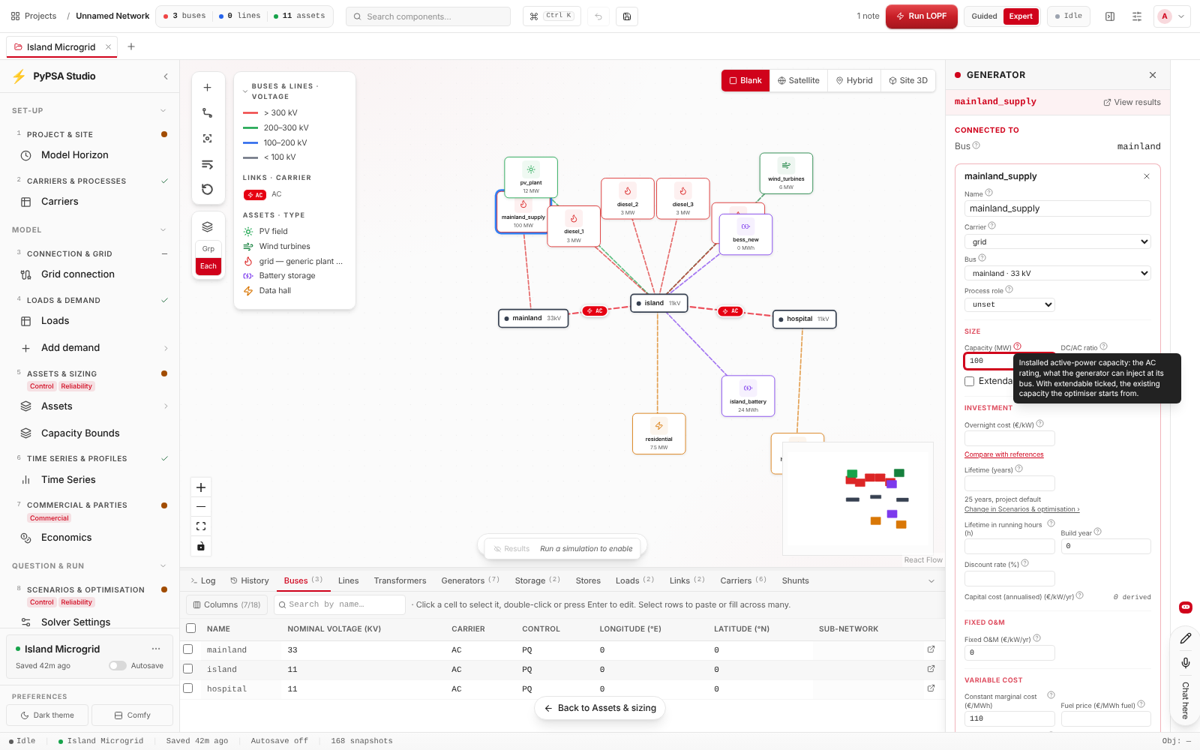 Projects / Unnamed Network
3 buses 0 lines 11 assets
Search components...
⌘ Ctrl K
1 note
Run LOPF
Guided Expert
Idle
A
Island Microgrid
PyPSA Studio
SET-UP
1 PROJECT & SITE
Model Horizon
2 CARRIERS & PROCESSES
Carriers
MODEL
3 CONNECTION & GRID
Grid connection
4 LOADS & DEMAND
Loads
Add demand
5 ASSETS & SIZING
Control Reliability
Assets
Capacity Bounds
6 TIME SERIES & PROFILES
Time Series
7 COMMERCIAL & PARTIES
Commercial
Economics
QUESTION & RUN
8 SCENARIOS & OPTIMISATION
Control Reliability
Solver Settings
Island Microgrid
Saved 42m ago Autosave
PREFERENCES
Dark theme Comfy
Grp
Each
BUSES & LINES · VOLTAGE
> 300 kV
200–300 kV
100–200 kV
< 100 kV
LINKS · CARRIER
AC AC
ASSETS · TYPE
PV field
Wind turbines
grid — generic plant ...
Battery storage
Data hall
Blank Satellite Hybrid Site 3D
pv_plant
12 MW
wind_turbines
6 MW
mainland_supply
100 MW
diesel_1
3 MW
diesel_2
3 MW
diesel_3
3 MW
bess_new
0 MWh
mainland 33kV
AC
island 11kV
AC
hospital 11kV
island_battery
24 MWh
residential
7.5 MW
Results Run a simulation to enable
React Flow
Log History Buses (3) Lines Transformers Generators (7) Storage (2) Stores Loads (2) Links (2) Carriers (6) Shunts
Columns (7/18) Search by name… · Click a cell to select it, double-click or press Enter to edit. Select rows to paste or fill across many.
NAME NOMINAL VOLTAGE (KV) CARRIER CONTROL LONGITUDE (°E) LATITUDE (°N) SUB-NETWORK
mainland 33 AC PQ 0 0
island 11 AC PQ 0 0
hospital 11 AC PQ 0 0
Back to Assets & sizing
GENERATOR
mainland_supply View results
CONNECTED TO
Bus mainland
mainland_supply
Name
mainland_supply
Carrier
grid
Bus
mainland · 33 kV
Process role
unset
SIZE
Capacity (MW) DC/AC ratio
100
Extenda
Installed active-power capacity: the AC
rating, what the generator can inject at its
bus. With extendable ticked, the existing
capacity the optimiser starts from.
INVESTMENT
Overnight cost (€/kW)
Compare with references
Lifetime (years)
25 years, project default
Change in Scenarios & optimisation ›
Lifetime in running hours (h) Build year
0
Discount rate (%)
Capital cost (annualised) (€/kW/yr) 0 derived
FIXED O&M
Fixed O&M (€/kW/yr)
0
VARIABLE COST
Constant marginal cost (€/MWh) Fuel price (€/MWh fuel)
110
Chat here
Idle Island Microgrid Saved 42m ago Autosave off 168 snapshots Obj: —